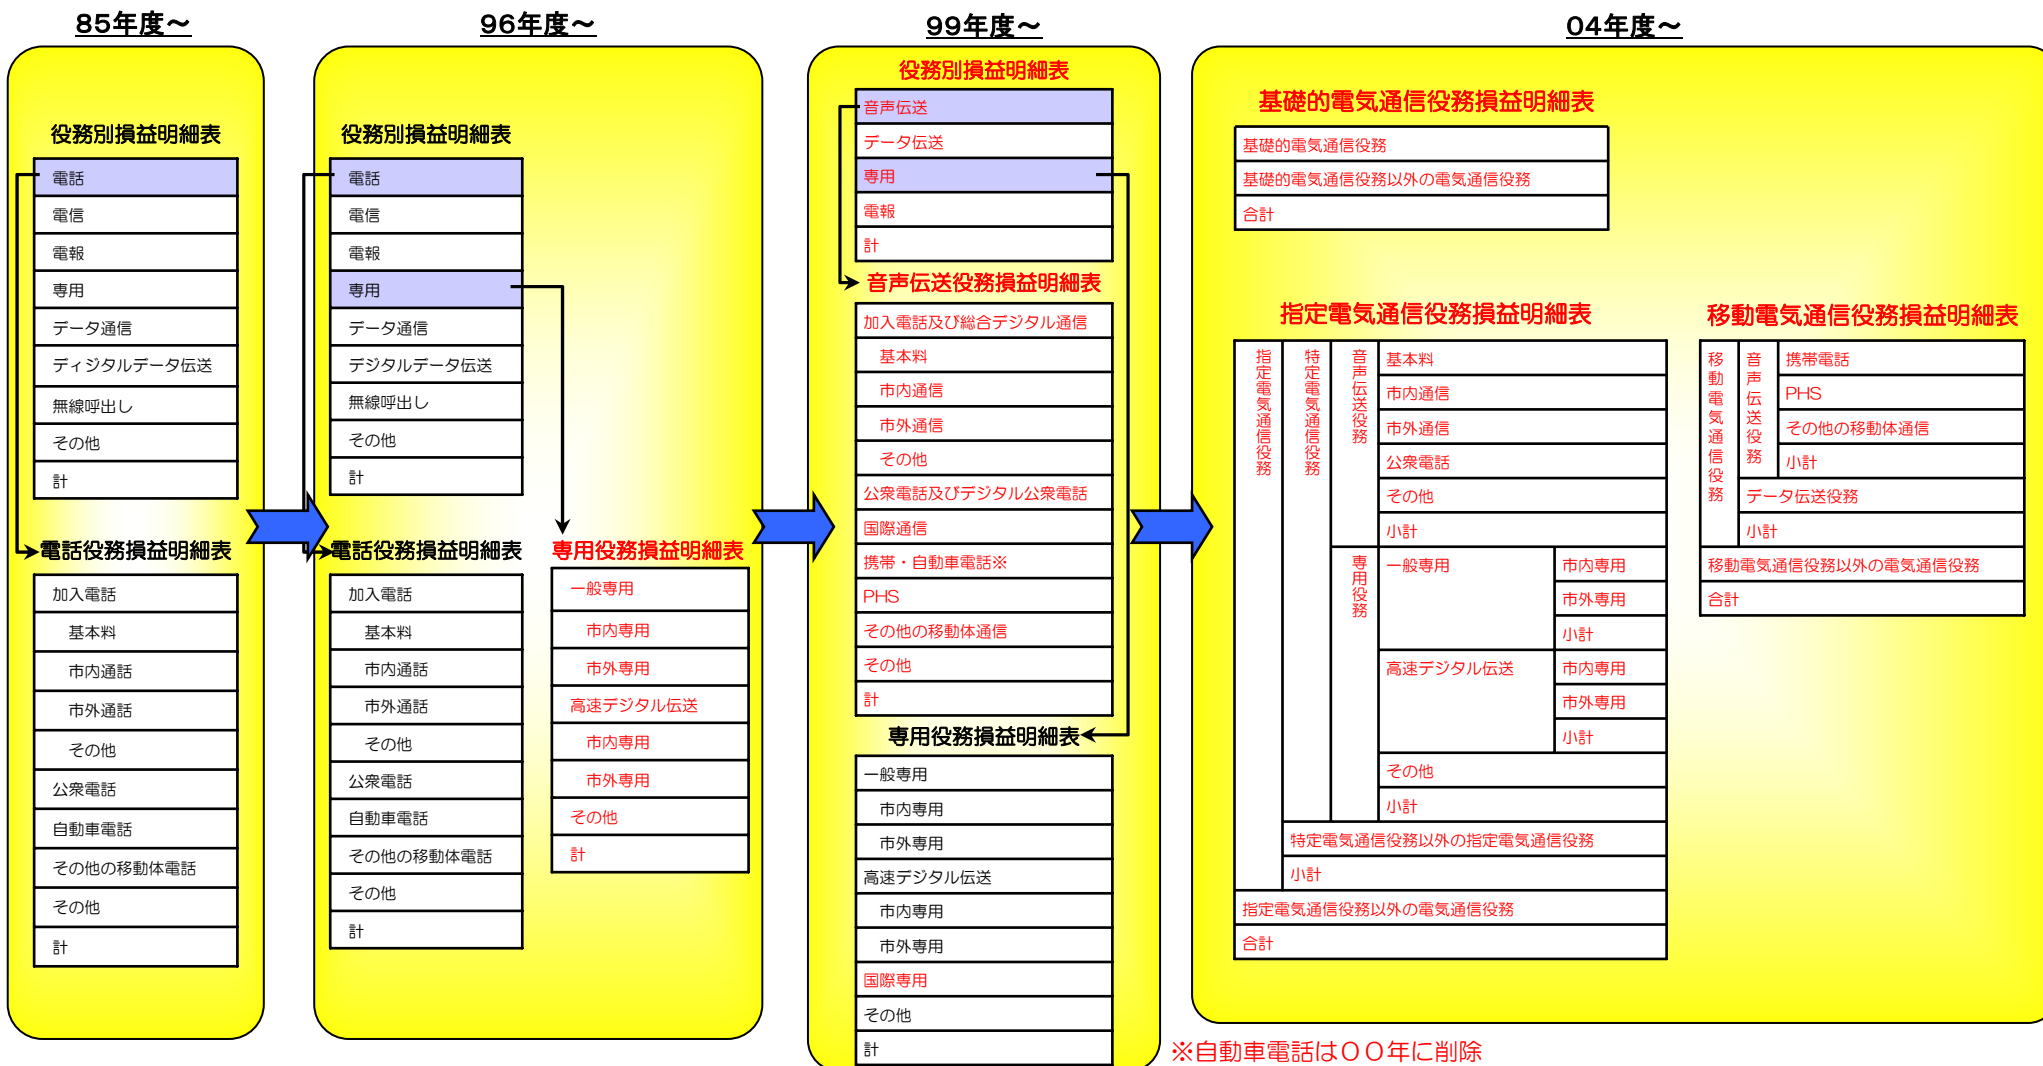 85年度～
役務別損益明細表
電話
電信
電報
専用
データ通信
ディジタルデータ伝送
無線呼出し
その他
計
電話役務損益明細表
加入電話
基本料
市内通話
市外通話
その他
公衆電話
自動車電話
その他の移動体電話
その他
計
96年度～
役務別損益明細表
電話
電信
電報
専用
データ通信
デジタルデータ伝送
無線呼出し
その他
計
電話役務損益明細表
加入電話
基本料
市内通話
市外通話
その他
公衆電話
自動車電話
その他の移動体電話
その他
計
専用役務損益明細表
一般専用
市内専用
市外専用
高速デジタル伝送
市内専用
市外専用
その他
計
99年度～
役務別損益明細表
音声伝送
データ伝送
専用
電報
計
音声伝送役務損益明細表
加入電話及び総合デジタル通信
基本料
市内通信
市外通信
その他
公衆電話及びデジタル公衆電話
国際通信
携帯・自動車電話※
PHS
その他の移動体通信
その他
計
専用役務損益明細表
一般専用
市内専用
市外専用
高速デジタル伝送
市内専用
市外専用
国際専用
その他
計
04年度～
基礎的電気通信役務損益明細表
基礎的電気通信役務
基礎的電気通信役務以外の電気通信役務
合計
指定電気通信役務損益明細表
指定電気通信役務
特定電気通信役務
音声伝送役務
基本料
市内通信
市外通信
公衆電話
その他
小計
専用役務
一般専用
市内専用
市外専用
小計
高速デジタル伝送
市内専用
市外専用
小計
その他
小計
特定電気通信役務以外の指定電気通信役務
小計
指定電気通信役務以外の電気通信役務
合計
移動電気通信役務損益明細表
移動電気通信役務
音声伝送役務
携帯電話
PHS
その他の移動体通信
小計
データ伝送役務
小計
移動電気通信役務以外の電気通信役務
合計
※自動車電話は００年に削除